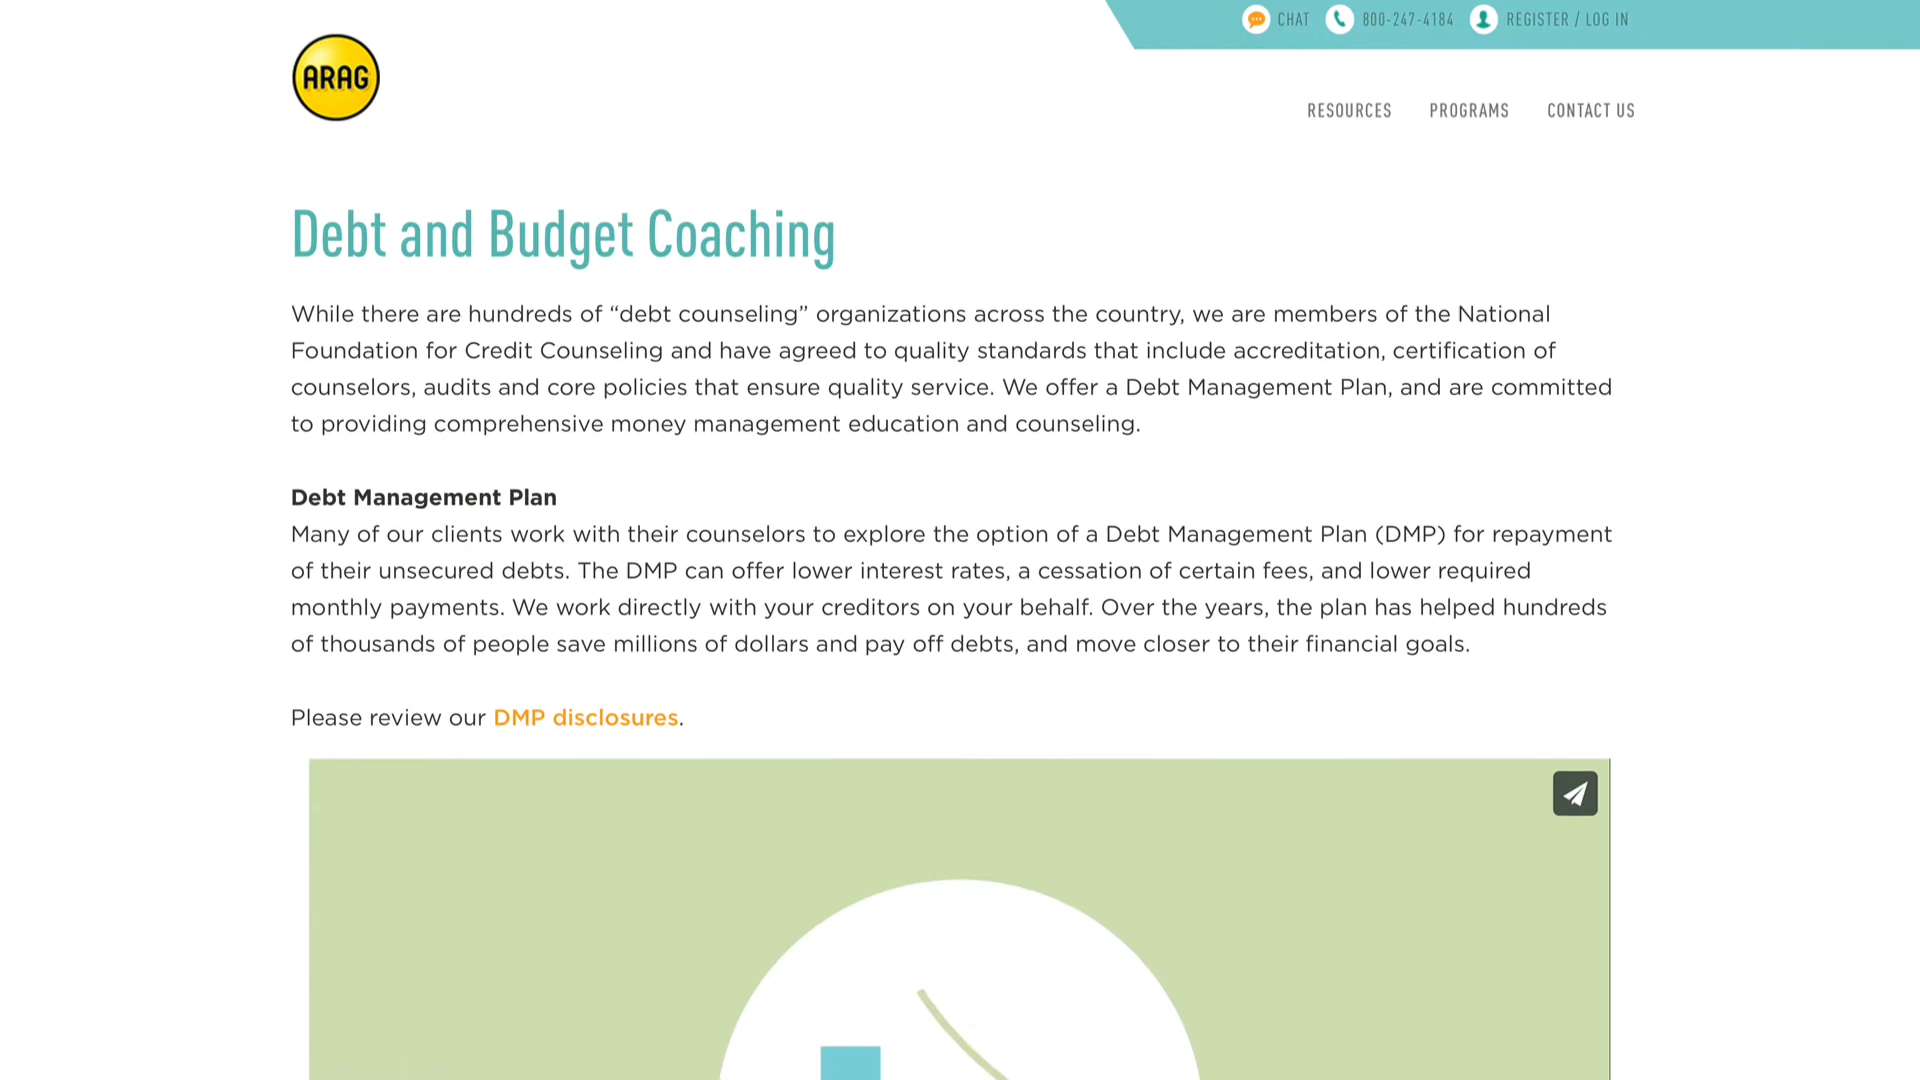 CHAT 800-247-4184 REGISTER / LOG IN
ARAG
RESOURCES PROGRAMS CONTACT US
Debt and Budget Coaching
While there are hundreds of “debt counseling” organizations across the country, we are members of the National
Foundation for Credit Counseling and have agreed to quality standards that include accreditation, certification of
counselors, audits and core policies that ensure quality service. We offer a Debt Management Plan, and are committed
to providing comprehensive money management education and counseling.
Debt Management Plan
Many of our clients work with their counselors to explore the option of a Debt Management Plan (DMP) for repayment
of their unsecured debts. The DMP can offer lower interest rates, a cessation of certain fees, and lower required
monthly payments. We work directly with your creditors on your behalf. Over the years, the plan has helped hundreds
of thousands of people save millions of dollars and pay off debts, and move closer to their financial goals.
Please review our DMP disclosures.